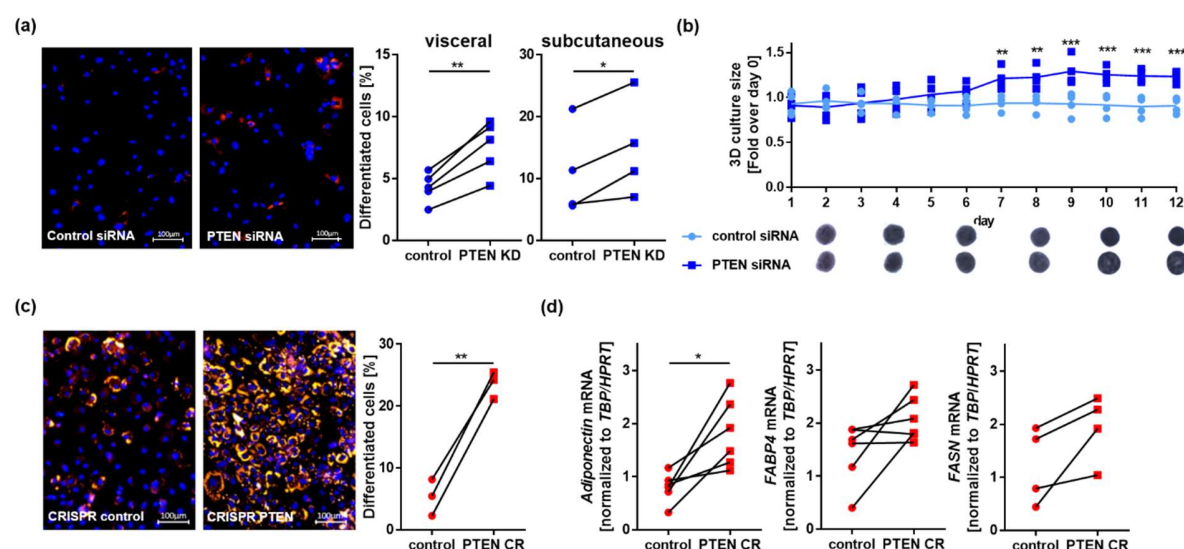 (a)
Control siRNA
100µm
PTEN siRNA
100µm
Differentiated cells [%]
visceral
**
15
10
5
0
control PTEN KD
subcutaneous
*
30
20
10
0
control PTEN KD
(b)
3D culture size
[Fold over day 0]
1.5
1.0
0.5
0.0
** ** *** *** *** ***
1 2 3 4 5 6 7 8 9 10 11 12
day
control siRNA
PTEN siRNA
(c)
CRISPR control
100µm
CRISPR PTEN
100µm
Differentiated cells [%]
**
30
20
10
0
control PTEN CR
(d)
Adiponectin mRNA
[normalized to TBP/HPRT]
*
4
3
2
1
0
control PTEN CR
FABP4 mRNA
[normalized to TBP/HPRT]
4
3
2
1
0
control PTEN CR
FASN mRNA
[normalized to TBP/HPRT]
3
2
1
0
control PTEN CR